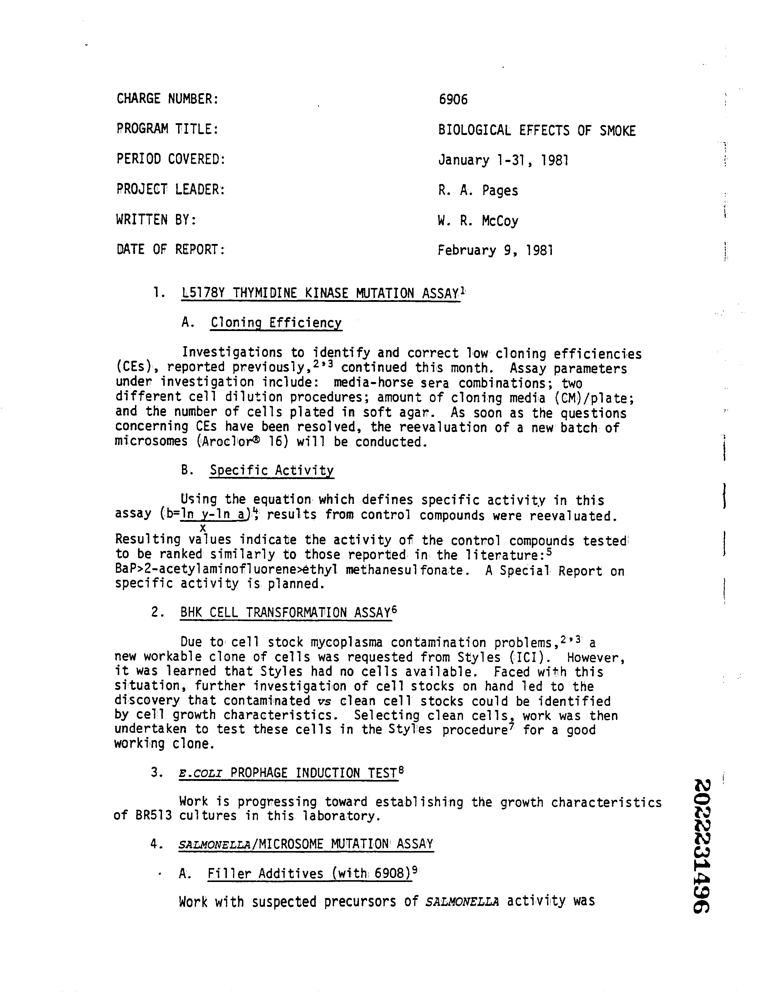 CHARGE NUMBER: 6906
PROGRAM TITLE: BIOLOGICAL EFFECTS OF SMOKE
PERIOD COVERED: January 1-31, 1981
PROJECT LEADER: R. A. Pages
WRITTEN BY: W. R. McCoy
DATE OF REPORT: February 9, 1981
1. L5178Y THYMIDINE KINASE MUTATION ASSAY¹
A. Cloning Efficiency
Investigations to identify and correct low cloning efficiencies
(CEs), reported previously,²,³ continued this month. Assay parameters
under investigation include: media-horse sera combinations; two
different cell dilution procedures; amount of cloning media (CM)/plate;
and the number of cells plated in soft agar. As soon as the questions
concerning CEs have been resolved, the reevaluation of a new batch of
microsomes (Aroclor® 16) will be conducted.
B. Specific Activity
Using the equation which defines specific activity in this
assay (b=ln y-ln a)⁴; results from control compounds were reevaluated.
x
Resulting values indicate the activity of the control compounds tested
to be ranked similarly to those reported in the literature:⁵
BaP>2-acetylaminofluorene>ethyl methanesulfonate. A Special Report on
specific activity is planned.
2. BHK CELL TRANSFORMATION ASSAY⁶
Due to cell stock mycoplasma contamination problems,²,³ a
new workable clone of cells was requested from Styles (ICI). However,
it was learned that Styles had no cells available. Faced with this
situation, further investigation of cell stocks on hand led to the
discovery that contaminated vs clean cell stocks could be identified
by cell growth characteristics. Selecting clean cells, work was then
undertaken to test these cells in the Styles procedure⁷ for a good
working clone.
3. E.COLI PROPHAGE INDUCTION TEST⁸
Work is progressing toward establishing the growth characteristics
of BR513 cultures in this laboratory.
4. SALMONELLA/MICROSOME MUTATION ASSAY
A. Filler Additives (with 6908)⁹
Work with suspected precursors of SALMONELLA activity was
2022231496